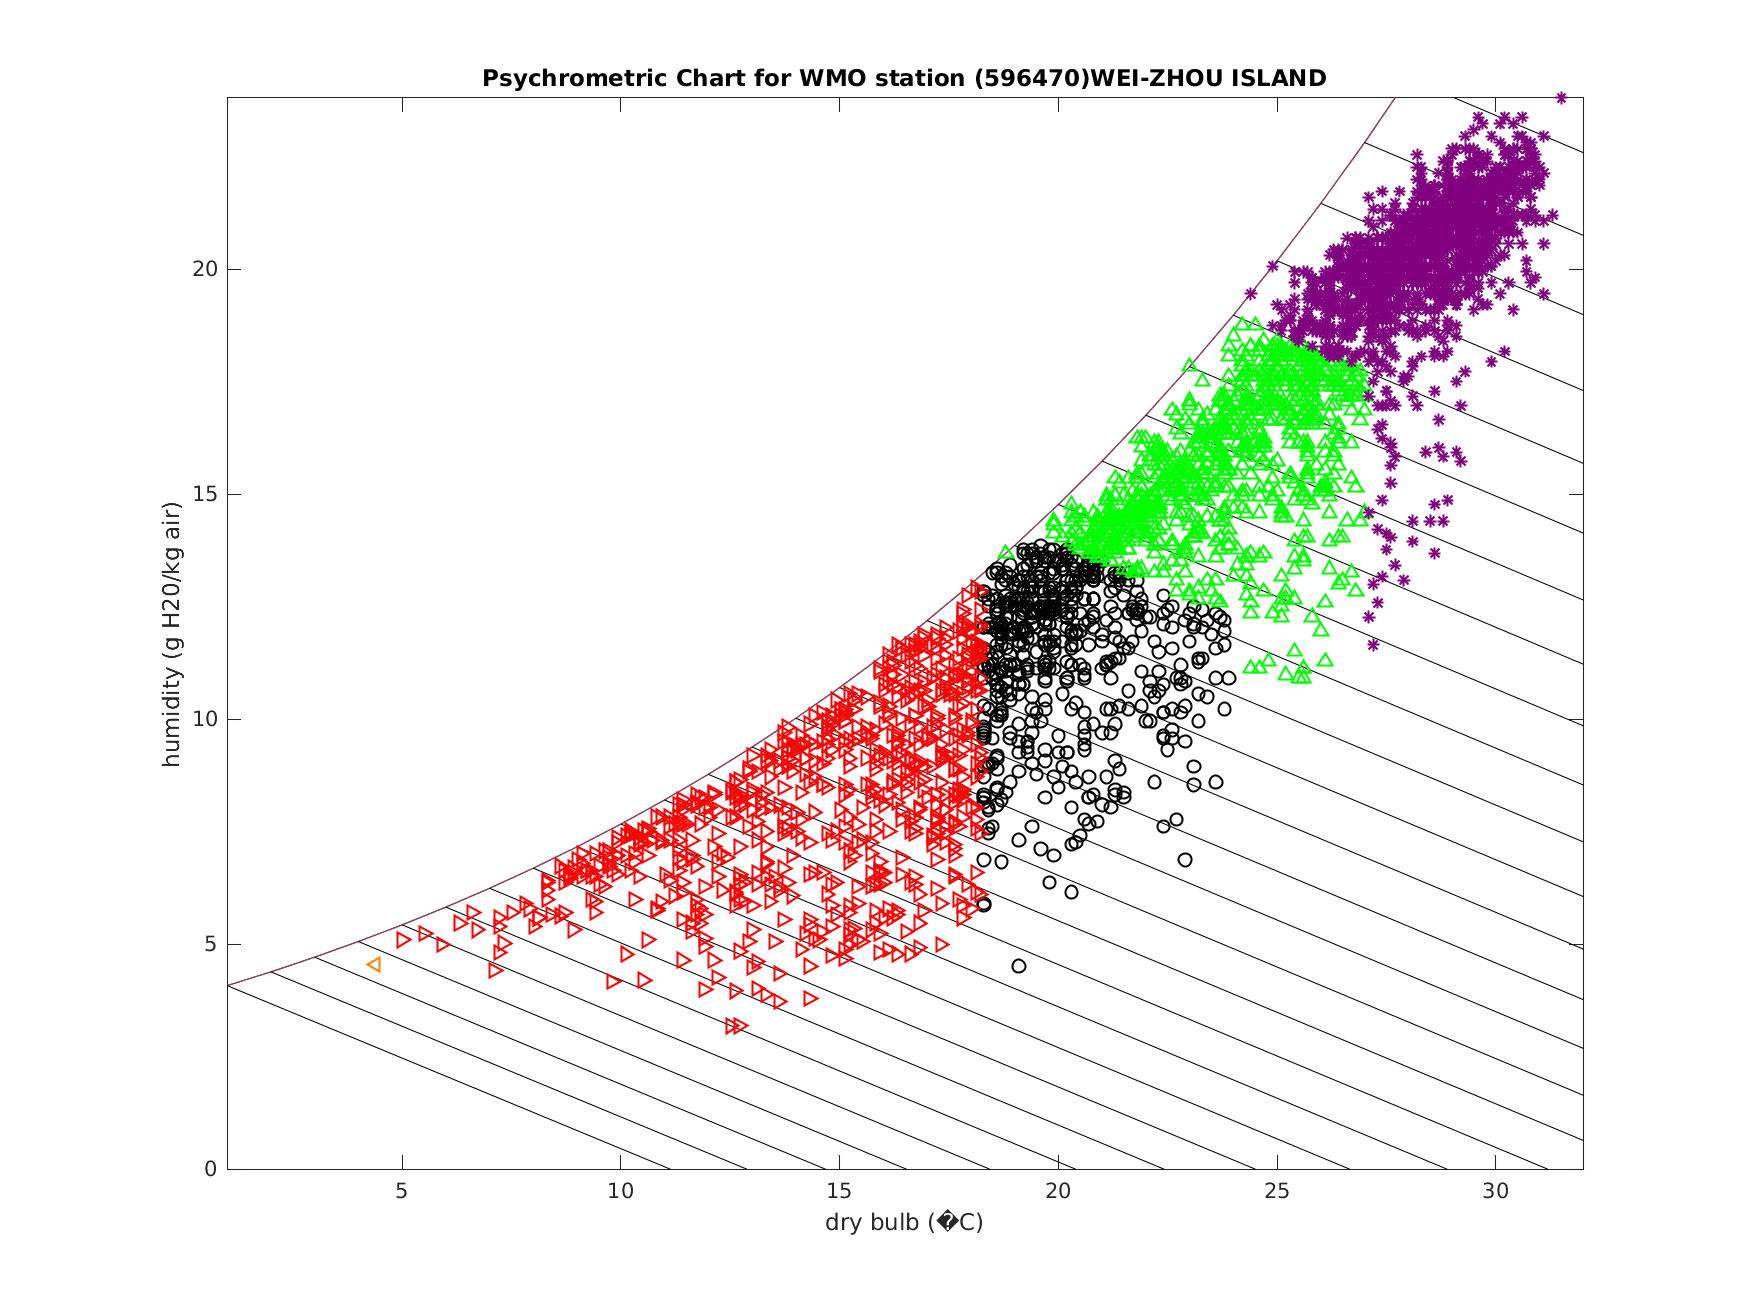 Psychrometric Chart for WMO station (596470)WEI-ZHOU ISLAND
humidity (g H20/kg air)
20
15
10
5
0
5 10 15 20 25 30
dry bulb (�C)